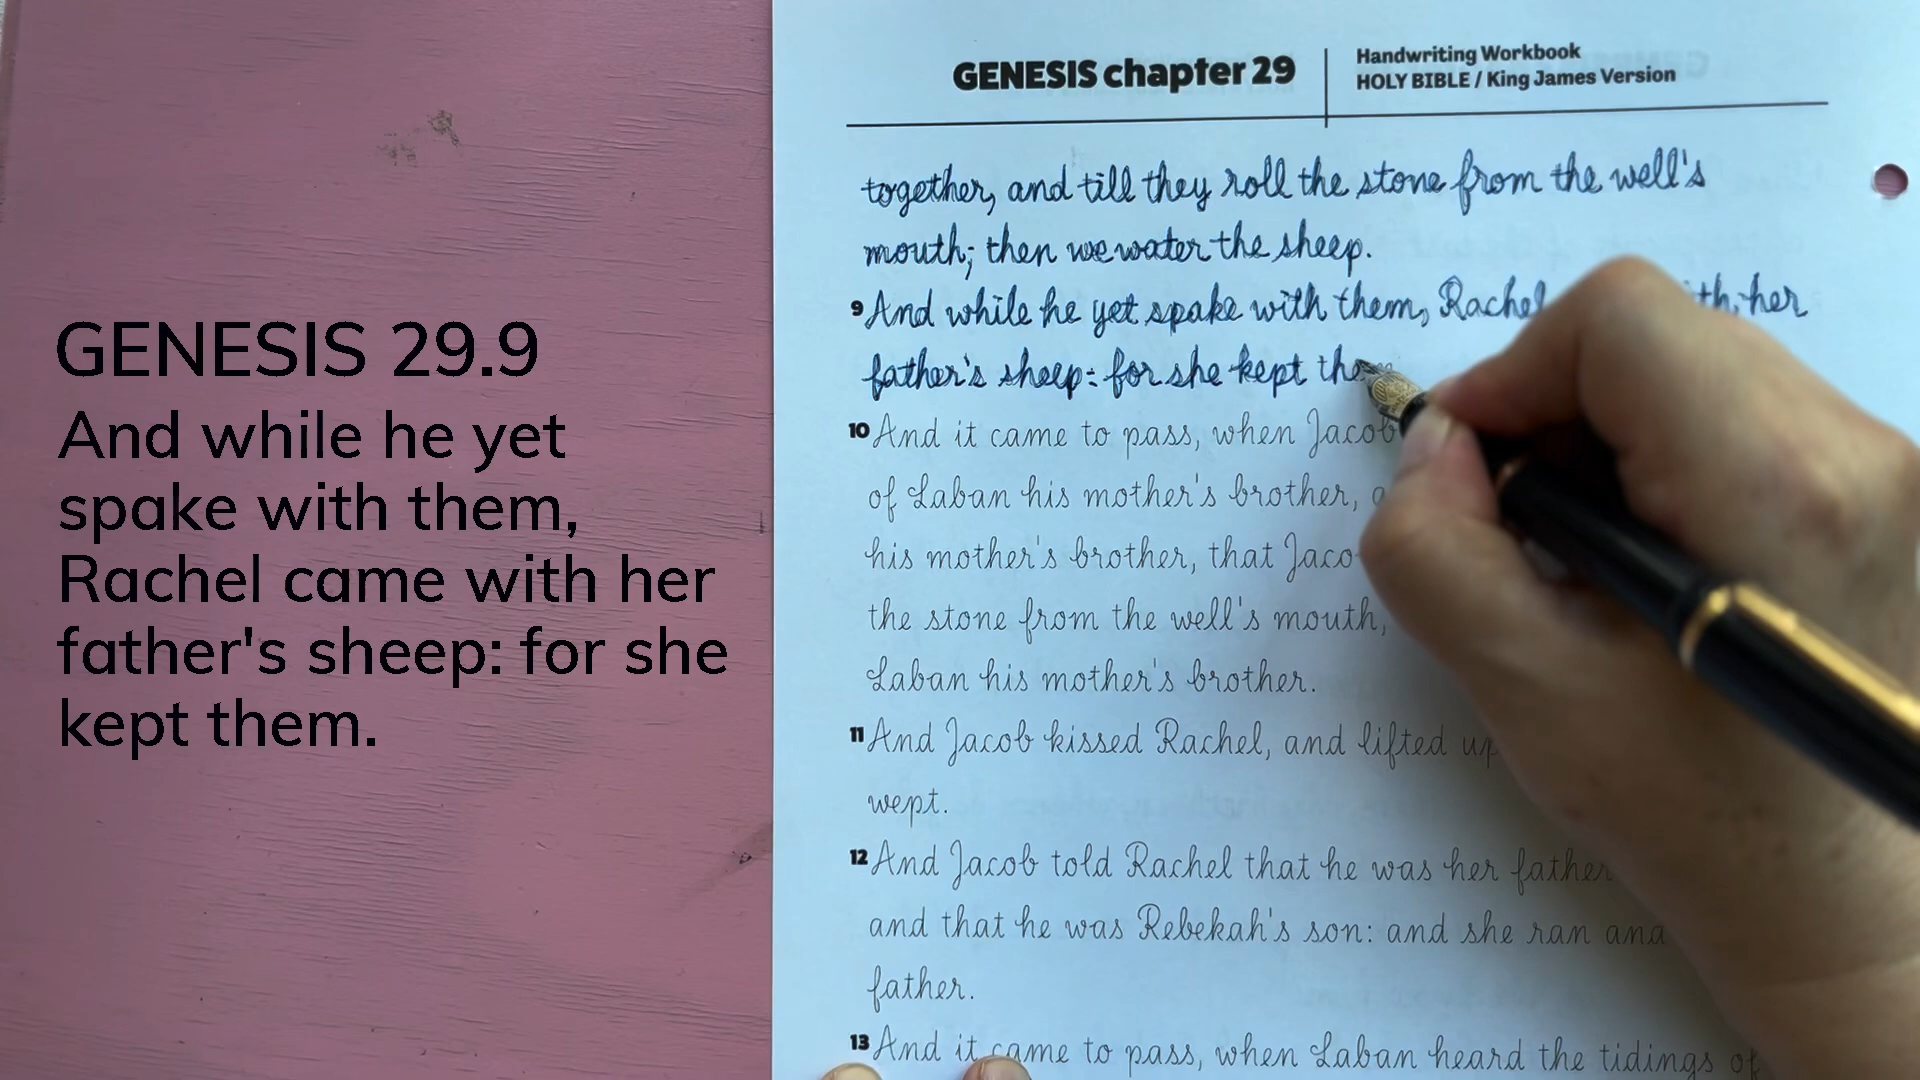 GENESIS 29.9
And while he yet
spake with them,
Rachel came with her
father's sheep: for she
kept them.
GENESIS chapter 29
Handwriting Workbook
HOLY BIBLE / King James Version
together, and till they roll the stone from the well's
mouth; then we water the sheep.
9 And while he yet spake with them, Rachel her
father's sheep: for she kept
10 And it came to pass, when Jacob
of Laban his mother's brother,
his mother's brother, that
the stone from the well's mouth,
Laban his mother's brother.
11 And Jacob kissed Rachel, and lifted up
wept.
12 And Jacob told Rachel that he was her
and that he was Rebekah's son: and she ran and
father.
13 And it came to pass, when Laban heard the tidings of